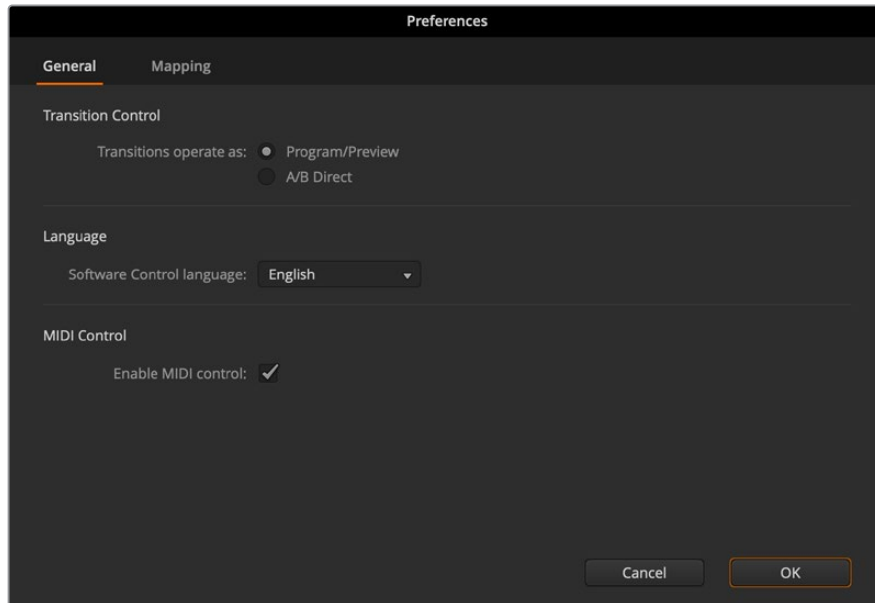 Preferences
General Mapping
Transition Control
Transitions operate as: Program/Preview
A/B Direct
Language
Software Control language: English
MIDI Control
Enable MIDI control:
Cancel OK